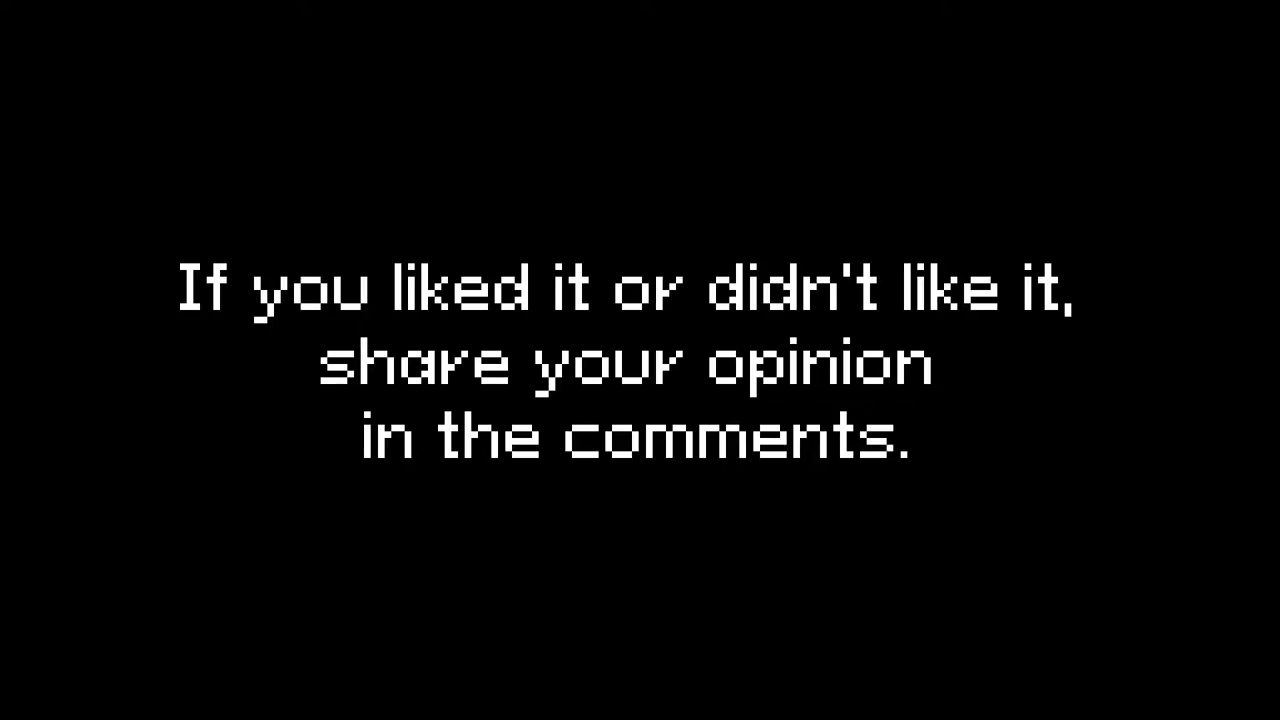 If you liked it or didn't like it,
share your opinion
in the comments.